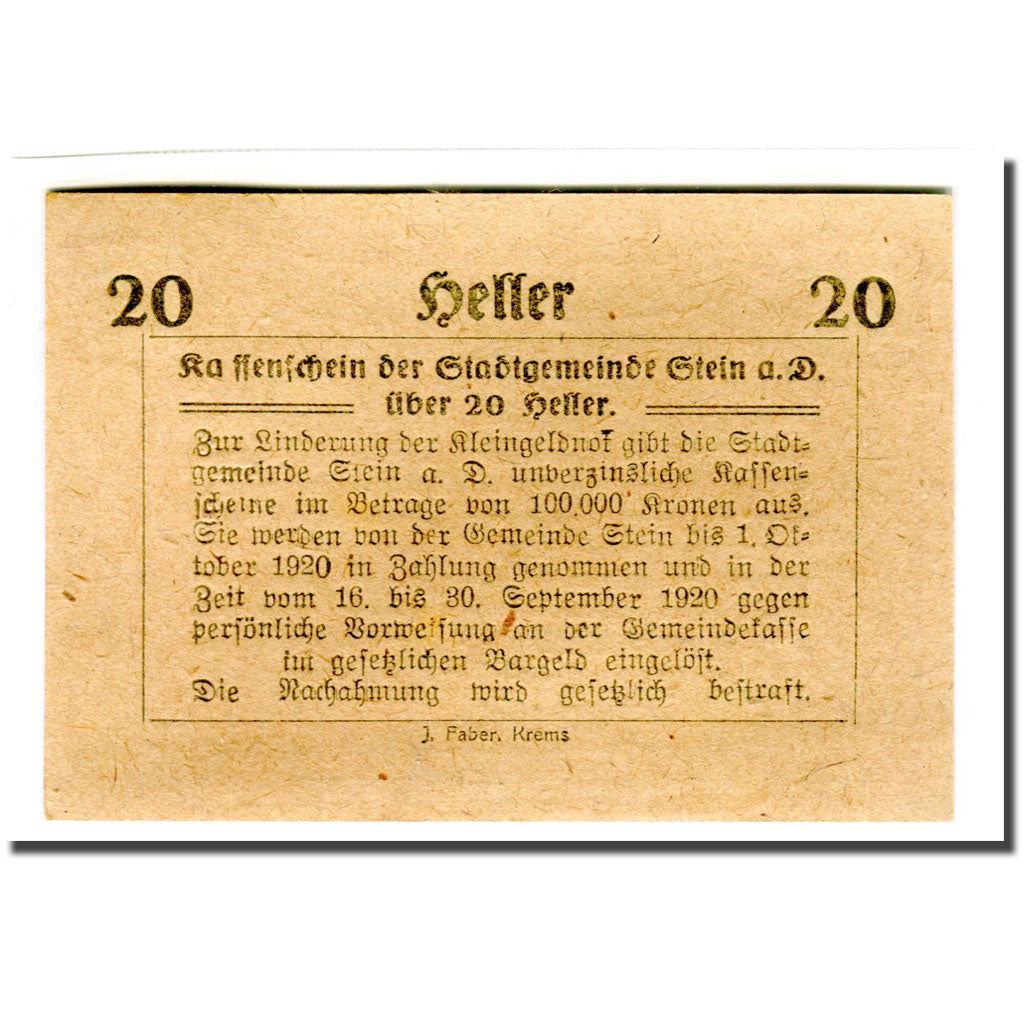 20 Heller 20
Kassenschein der Stadtgemeinde Stein a. D.
über 20 Heller.
Zur Linderung der Kleingeldnot gibt die Stadt-
gemeinde Stein a. D. unverzinsliche Kassen-
scheine im Betrage von 100.000 Kronen aus.
Sie werden von der Gemeinde Stein bis 1. Ok-
tober 1920 in Zahlung genommen und in der
Zeit vom 16. bis 30. September 1920 gegen
persönliche Vorweisung an der Gemeindekasse
im gesetzlichen Bargeld eingelöst.
Die Nachahmung wird gesetzlich bestraft.
J. Faber, Krems